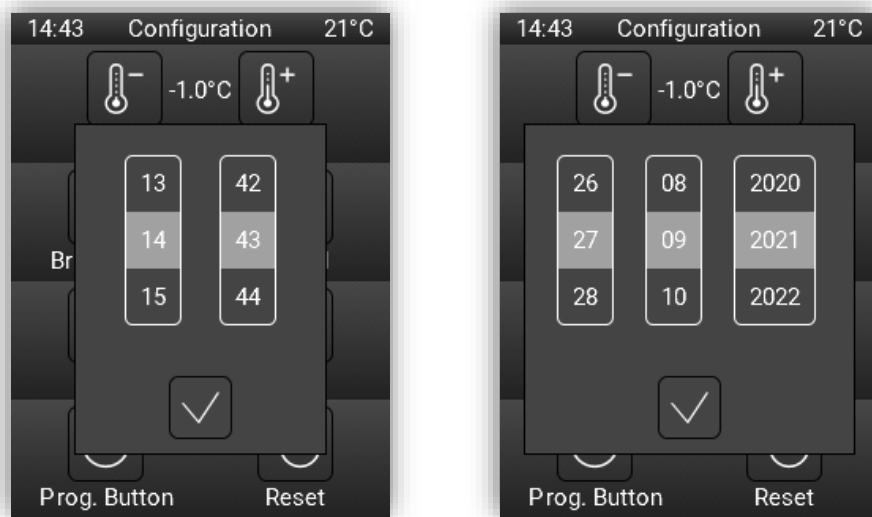 14:43 Configuration 21°C
-1.0°C
13 42
14 43
15 44
Br
Prog. Button Reset
14:43 Configuration 21°C
-1.0°C
26 08 2020
27 09 2021
28 10 2022
Prog. Button Reset